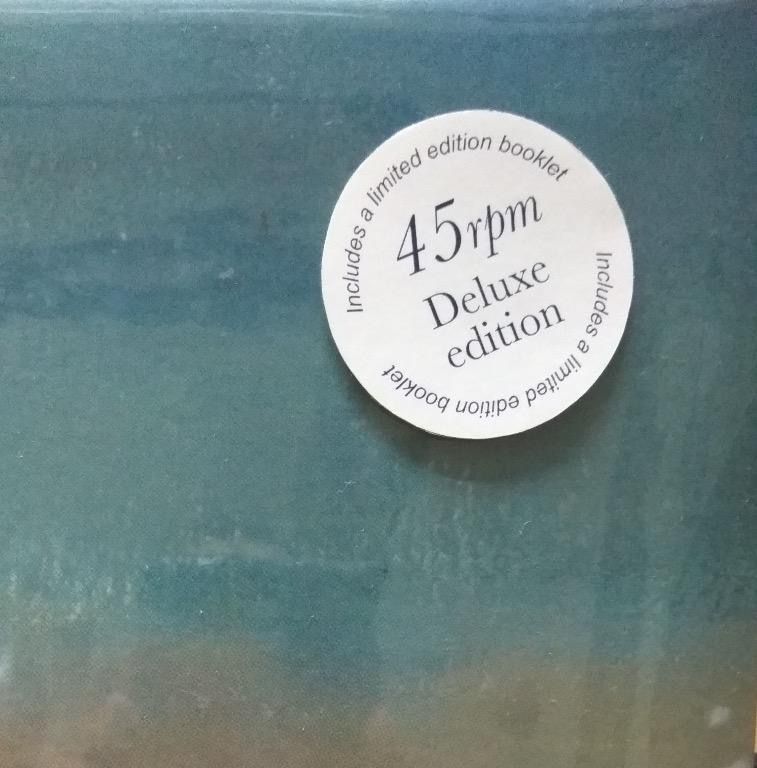 Includes a limited edition booklet
45rpm
Deluxe
edition
Includes a limited edition booklet